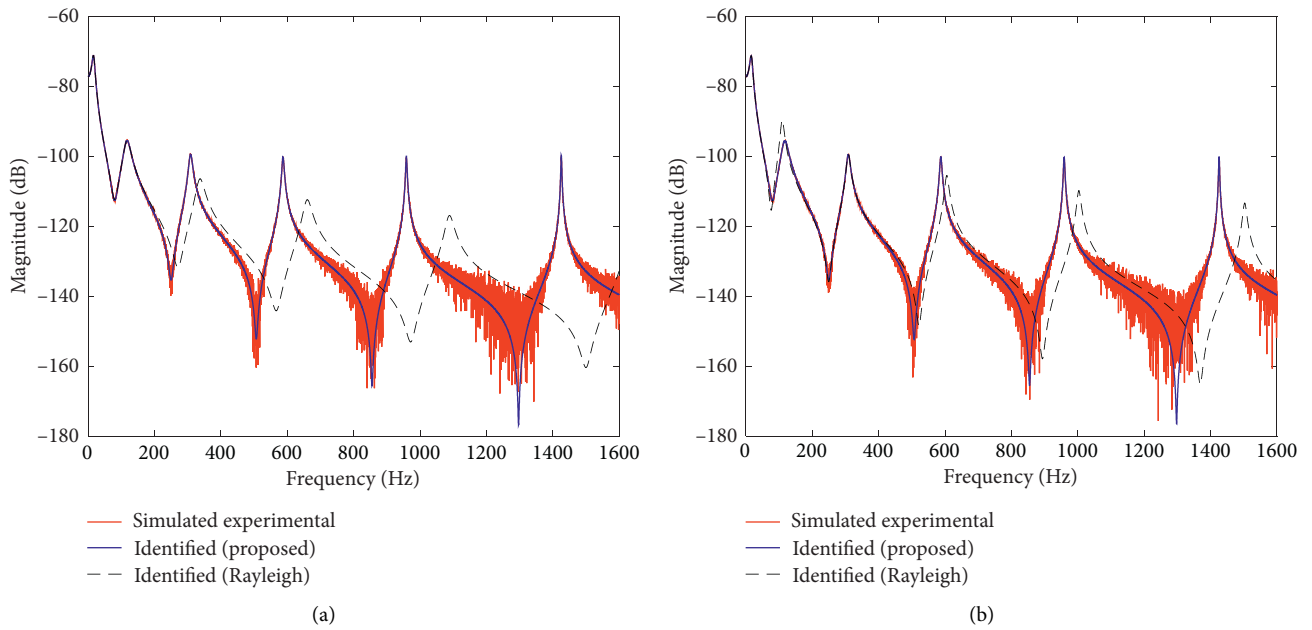 −60
−80
−100
−120
−140
−160
−180
Magnitude (dB)
0 200 400 600 800 1000 1200 1400 1600
Frequency (Hz)
Simulated experimental
Identified (proposed)
Identified (Rayleigh)
(a)
−60
−80
−100
−120
−140
−160
−180
Magnitude (dB)
0 200 400 600 800 1000 1200 1400 1600
Frequency (Hz)
Simulated experimental
Identified (proposed)
Identified (Rayleigh)
(b)